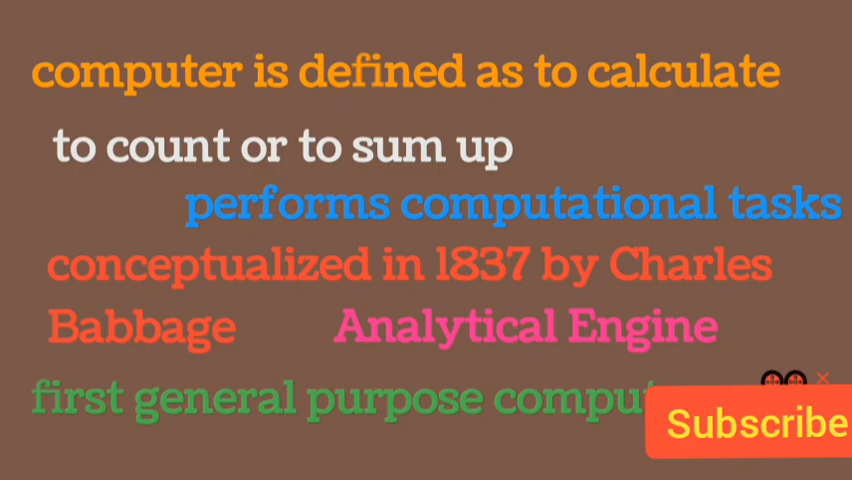 computer is defined as to calculate
to count or to sum up
performs computational tasks
conceptualized in 1837 by Charles
Babbage Analytical Engine
first general purpose
Subscribe